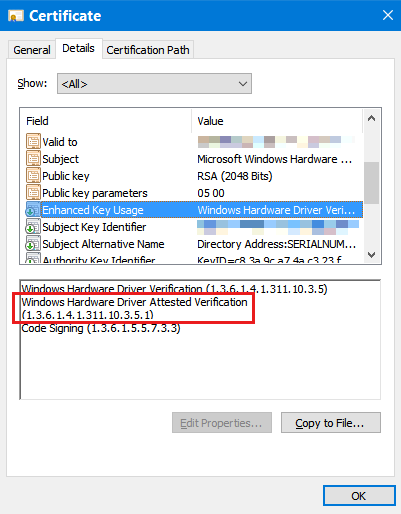 Certificate
General Details Certification Path
Show: <All>
Field Value
Valid to
Subject Microsoft Windows Hardware ...
Public key RSA (2048 Bits)
Public key parameters 05 00
Enhanced Key Usage Windows Hardware Driver Veri...
Subject Key Identifier
Subject Alternative Name Directory Address:SERIALNUM...
Authority Key Identifier KeyID=c8 3a 9c a7 4a c3 23 f...
Windows Hardware Driver Verification (1.3.6.1.4.1.311.10.3.5)
Windows Hardware Driver Attested Verification
(1.3.6.1.4.1.311.10.3.5.1)
Code Signing (1.3.6.1.5.5.7.3.3)
Edit Properties... Copy to File...
OK